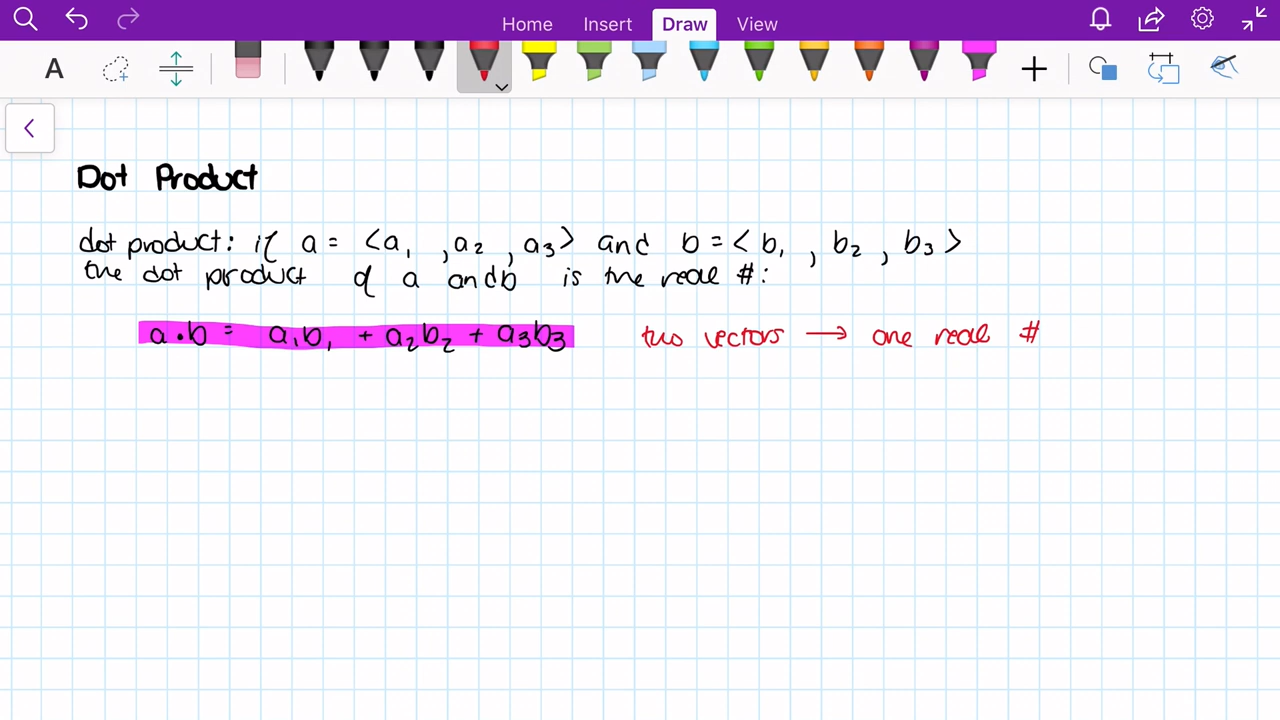 Home Insert Draw View
A
Dot Product
dot product: if a = <a₁, a₂, a₃> and b = <b₁, b₂, b₃>
the dot product of a and b is the real #:
a•b = a₁b₁ + a₂b₂ + a₃b₃ two vectors → one real #